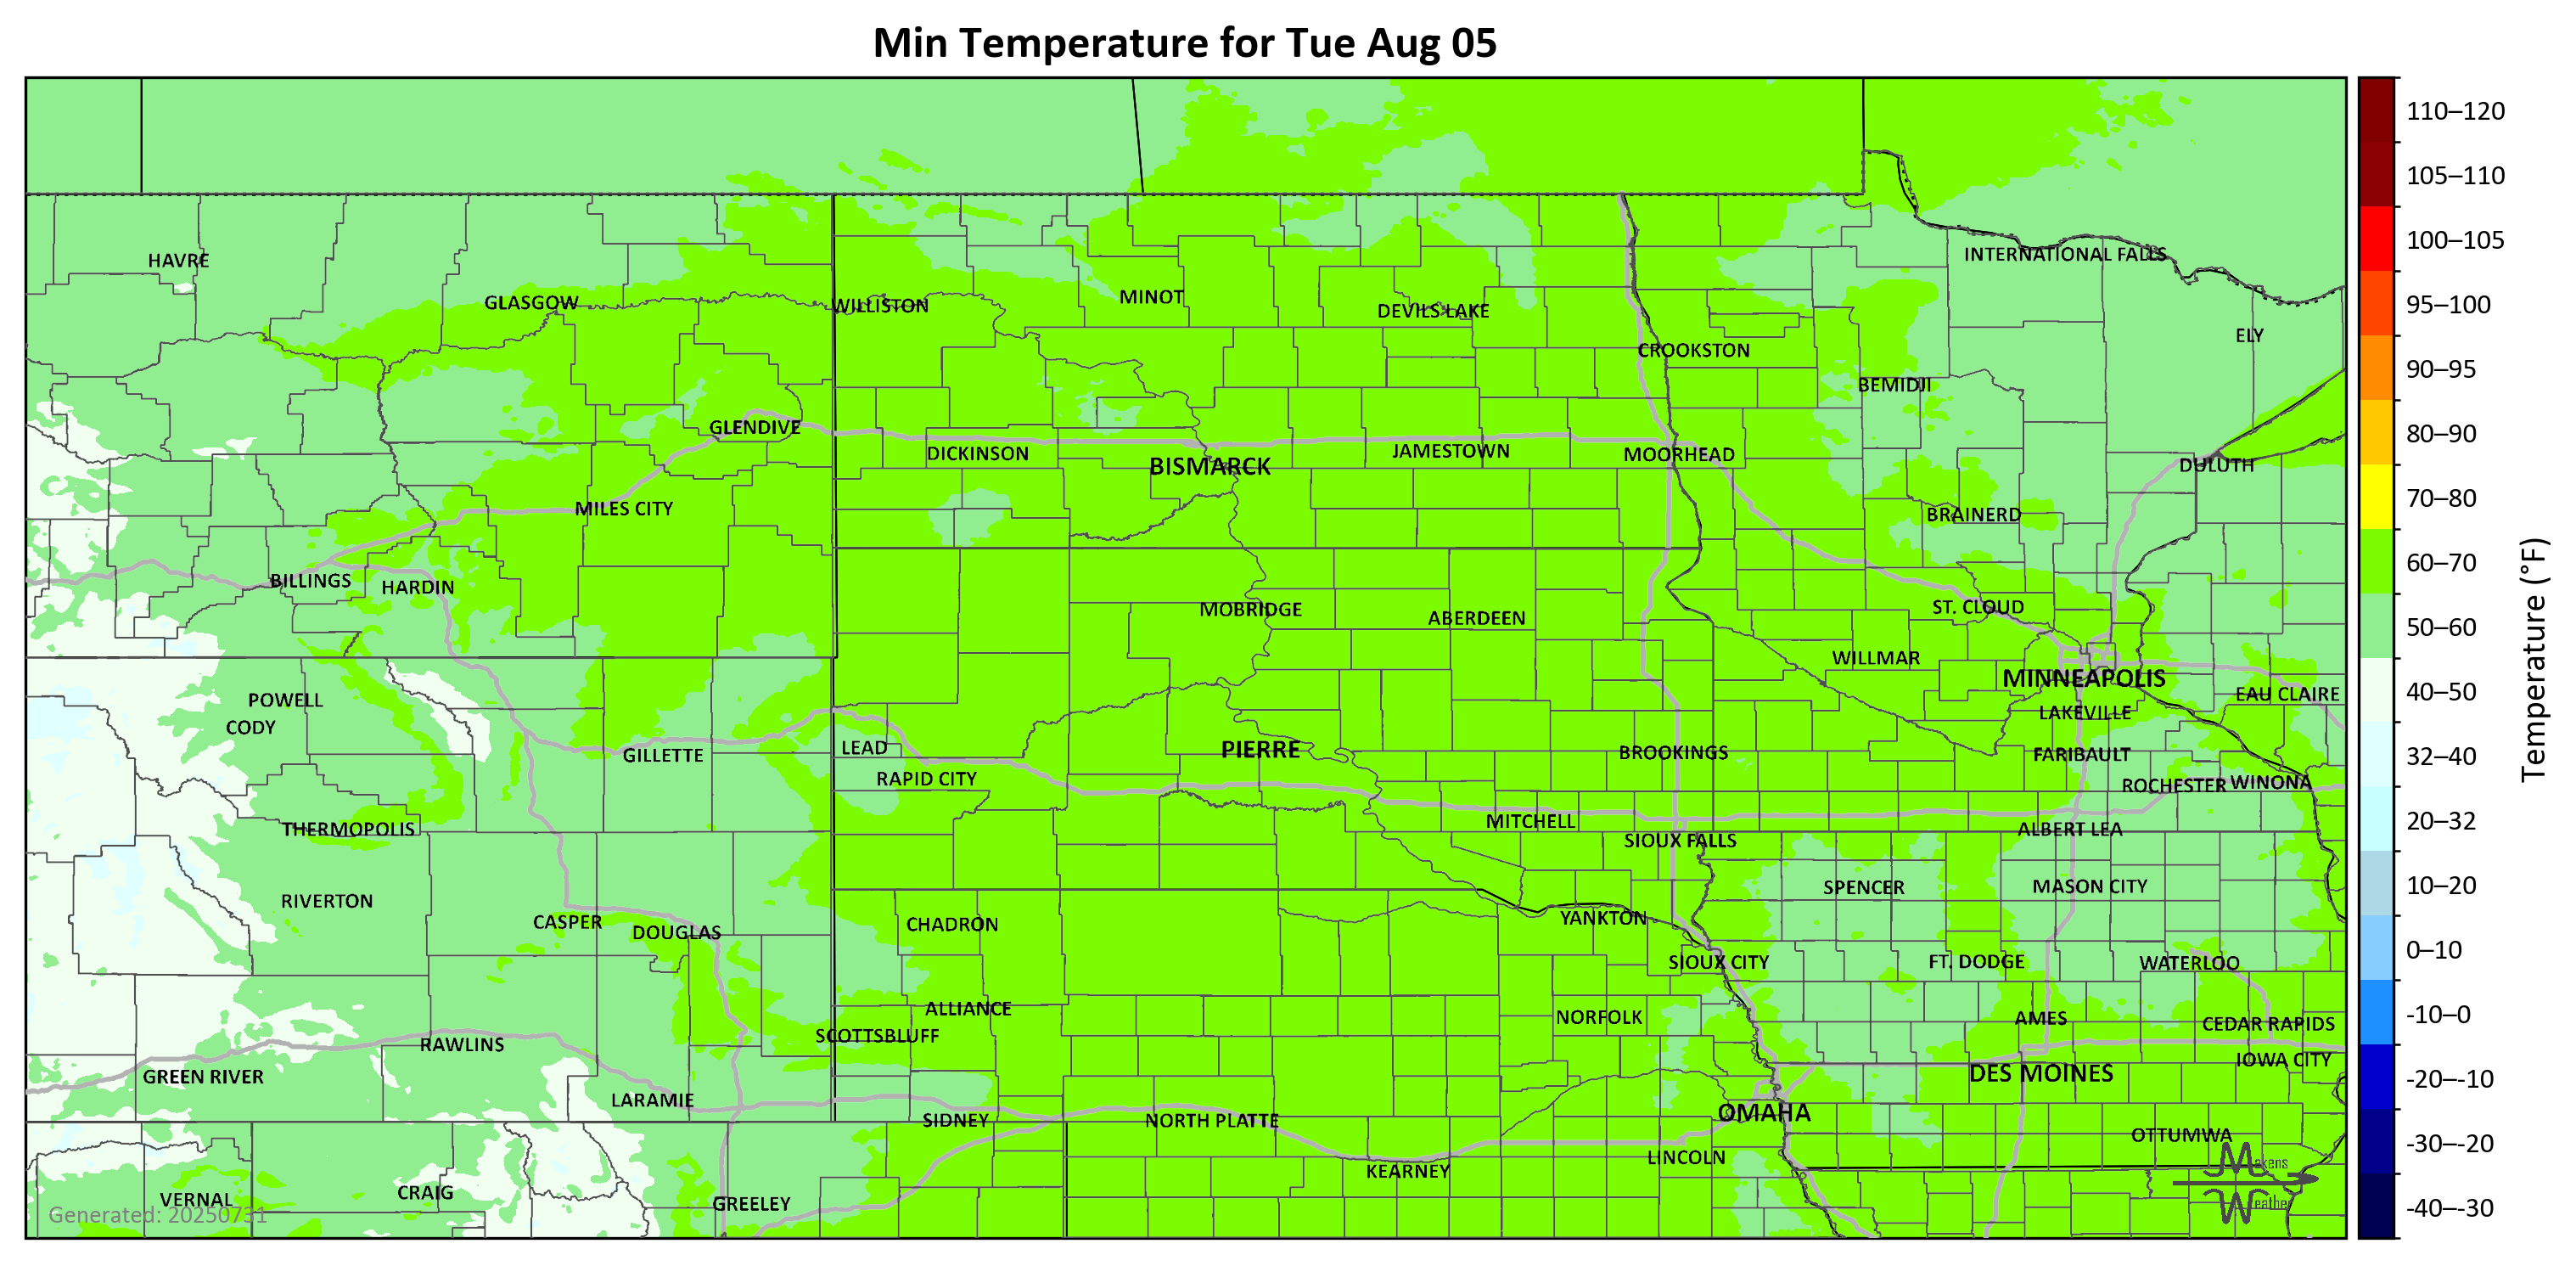 Min Temperature for Tue Aug 05
110–120
105–110
100–105
95–100
90–95
80–90
70–80
60–70
50–60
40–50
32–40
20–32
10–20
0–10
-10–0
-20–-10
-30–-20
-40–-30
Temperature (°F)
HAVRE
INTERNATIONAL FALLS
GLASGOW
WILLISTON
MINOT
DEVILS LAKE
ELY
CROOKSTON
BEMIDJI
GLENDIVE
DICKINSON
BISMARCK
JAMESTOWN
MOORHEAD
DULUTH
MILES CITY
BRAINERD
BILLINGS
HARDIN
MOBRIDGE
ABERDEEN
ST. CLOUD
WILLMAR
MINNEAPOLIS
POWELL
EAU CLAIRE
CODY
LAKEVILLE
GILLETTE
LEAD
PIERRE
BROOKINGS
FARIBAULT
RAPID CITY
ROCHESTER
WINONA
THERMOPOLIS
MITCHELL
SIOUX FALLS
ALBERT LEA
RIVERTON
SPENCER
MASON CITY
CASPER
DOUGLAS
CHADRON
YANKTON
SIOUX CITY
FT. DODGE
WATERLOO
ALLIANCE
NORFOLK
AMES
CEDAR RAPIDS
SCOTTSBLUFF
RAWLINS
IOWA CITY
GREEN RIVER
DES MOINES
LARAMIE
SIDNEY
NORTH PLATTE
OMAHA
OTTUMWA
KEARNEY
LINCOLN
VERNAL
CRAIG
GREELEY
Makens
Weather
Generated: 20250731